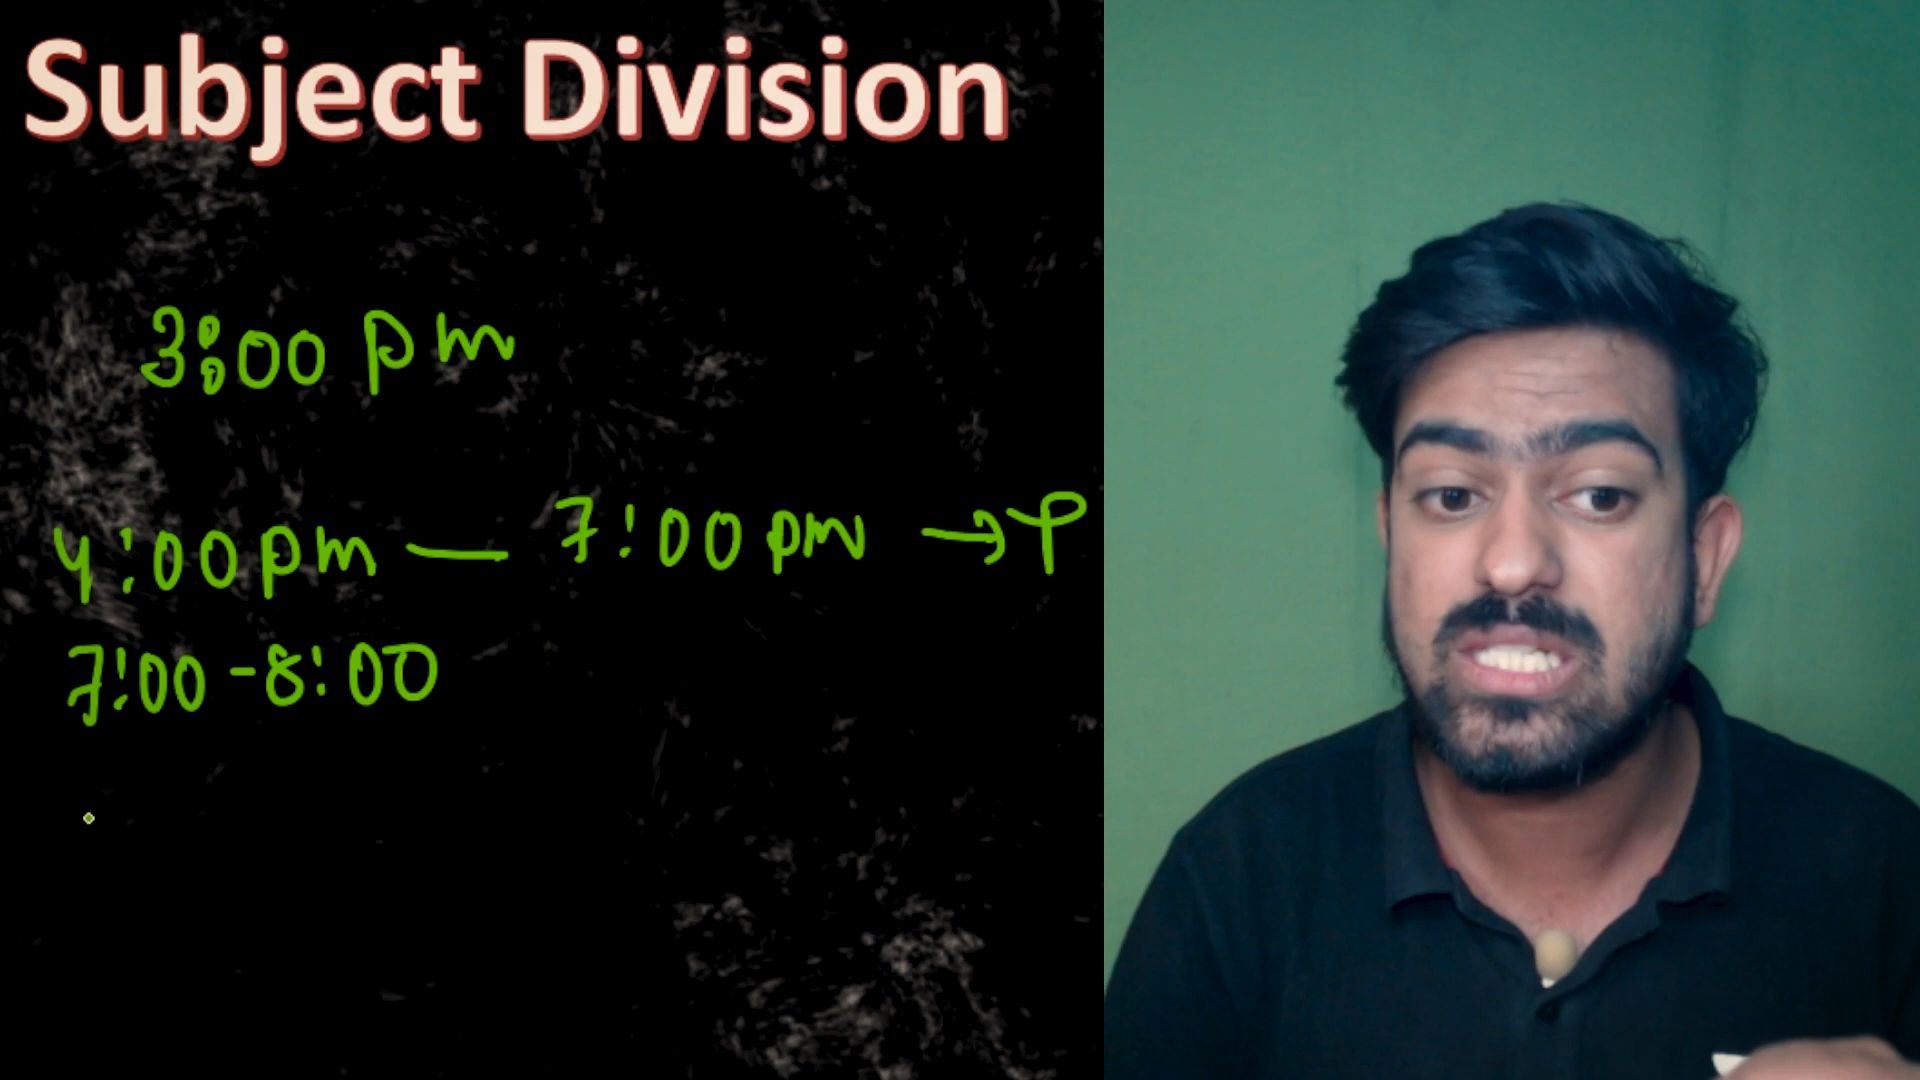 Subject Division
3:00 pm
4:00 pm — 7:00 pm → P
7:00 - 8:00